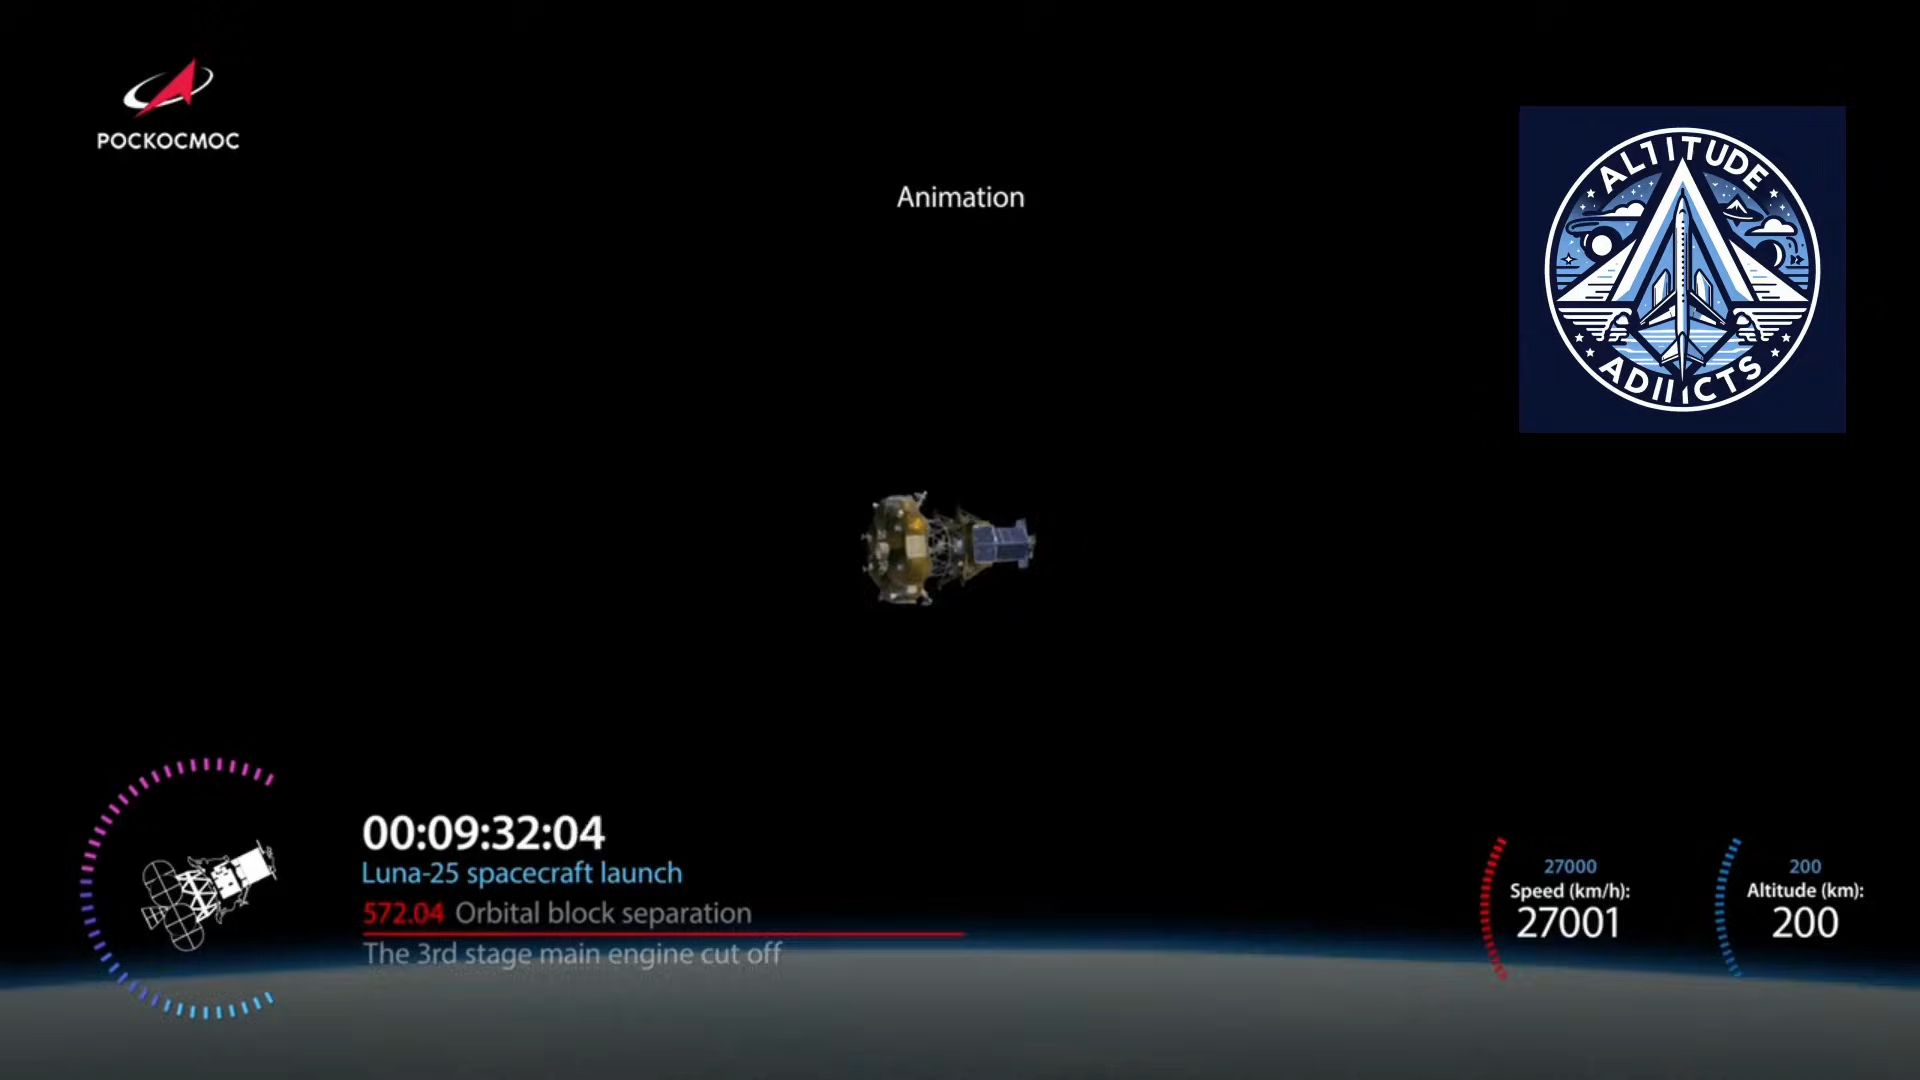 РОСКОСМОС
Animation
ALTITUDE
ADIICTS
00:09:32:04
Luna-25 spacecraft launch
572.04 Orbital block separation
The 3rd stage main engine cut off
27000
Speed (km/h):
27001
200
Altitude (km):
200